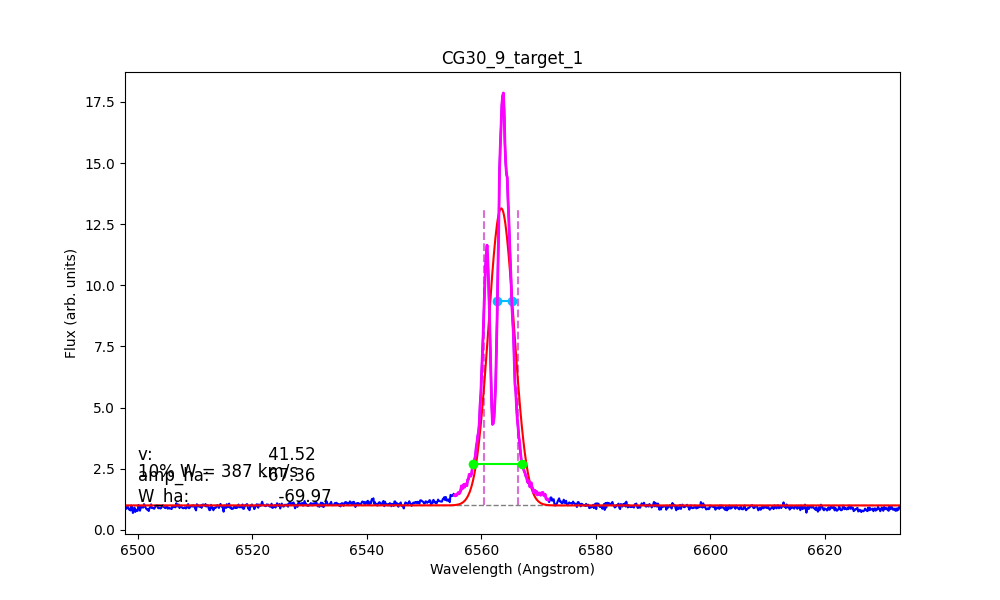 CG30_9_target_1
17.5
15.0
12.5
10.0
7.5
5.0
2.5
0.0
Flux (arb. units)
v: 41.52
10% W = 387 km/s
amp_ha: -67.36
W_ha: -69.97
6500 6520 6540 6560 6580 6600 6620
Wavelength (Angstrom)